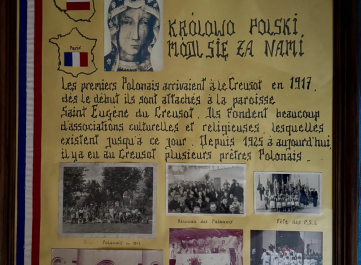 Paris
KRÓLOWO POLSKI,
MÓDL SIĘ ZA NAMI
Les premiers Polonais arrivaient à le Creusot en 1917,
dès le début ils sont attachés à la paroisse
Saint Eugène du Creusot. Ils fondent beaucoup
d'associations culturelles et religieuses lesquelles
existent jusqu'à ce jour. Depuis 1925 à aujourd'hui
il y a eu au Creusot plusieurs prêtres Polonais.